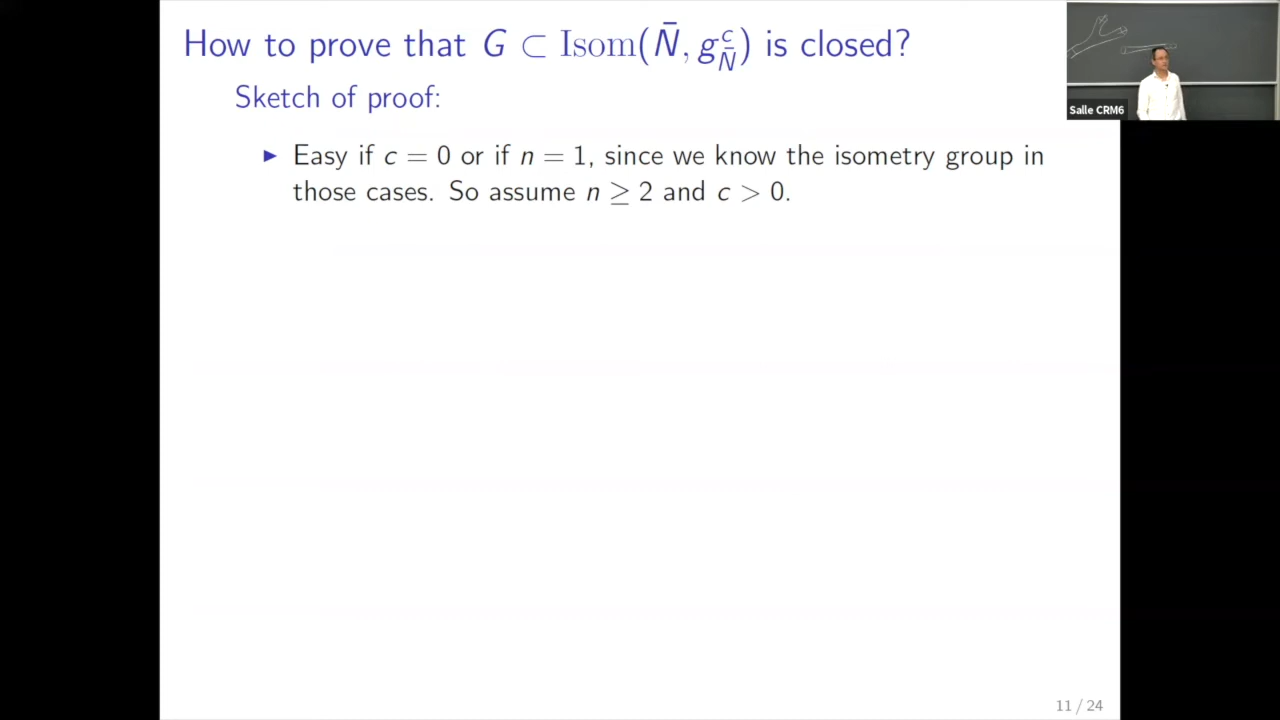 How to prove that G ⊂ Isom(N̄, g^c_N̄) is closed?
Sketch of proof:
▶ Easy if c = 0 or if n = 1, since we know the isometry group in
those cases. So assume n ≥ 2 and c > 0.
Salle CRM6
11 / 24